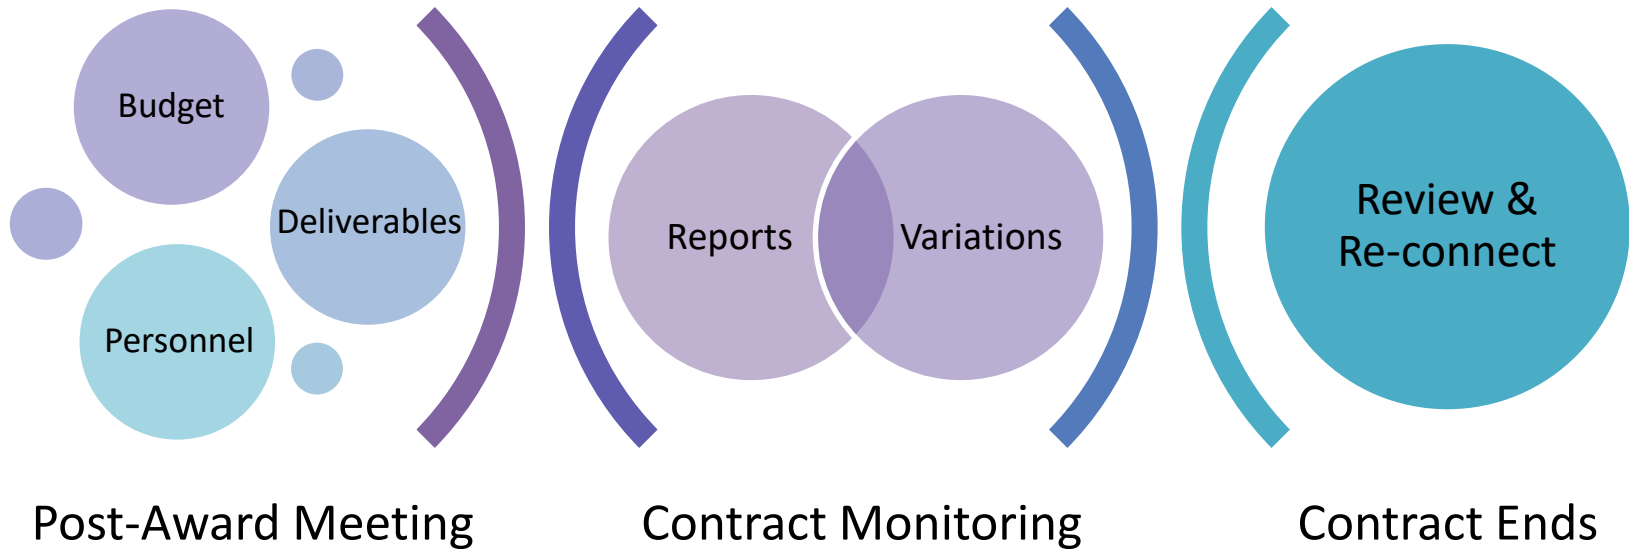 Budget
Deliverables
Personnel
Post-Award Meeting
Reports
Variations
Contract Monitoring
Review &
Re-connect
Contract Ends